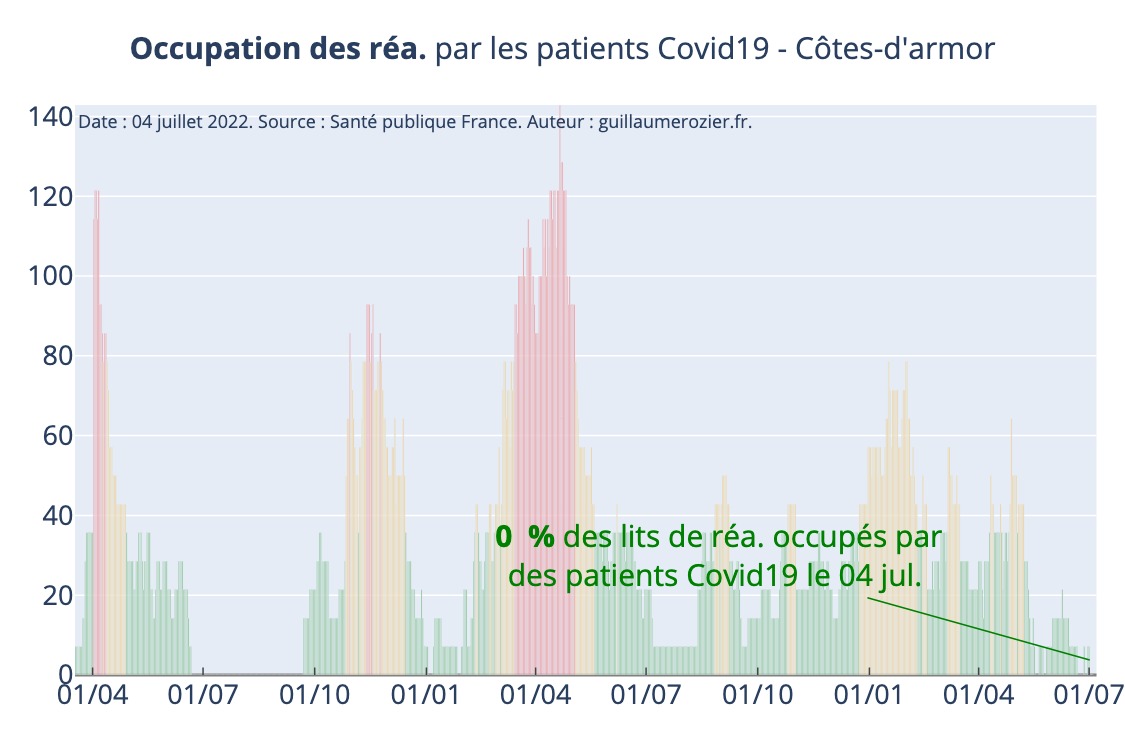 Occupation des réa. par les patients Covid19 - Côtes-d'armor
Date : 04 juillet 2022. Source : Santé publique France. Auteur : guillaumerozier.fr.
140
120
100
80
60
40
20
0
0 % des lits de réa. occupés par
des patients Covid19 le 04 jul.
01/04 01/07 01/10 01/01 01/04 01/07 01/10 01/01 01/04 01/07